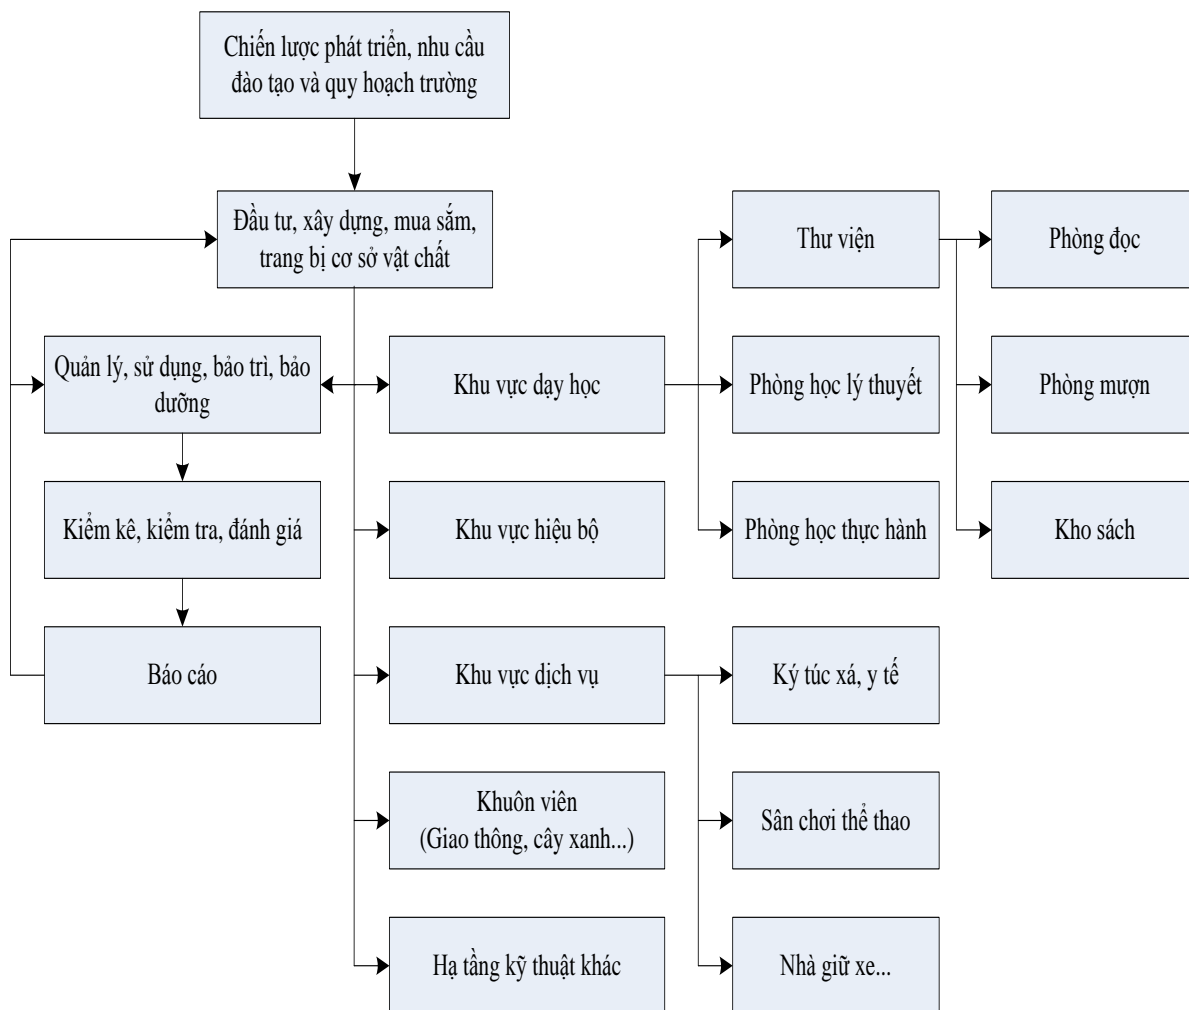 Chiến lược phát triển, nhu cầu
đào tạo và quy hoạch trường
Đầu tư, xây dựng, mua sắm,
trang bị cơ sở vật chất
Thư viện
Phòng đọc
Quản lý, sử dụng, bảo trì, bảo
dưỡng
Khu vực dạy học
Phòng học lý thuyết
Phòng mượn
Kiểm kê, kiểm tra, đánh giá
Khu vực hiệu bộ
Phòng học thực hành
Kho sách
Báo cáo
Khu vực dịch vụ
Ký túc xá, y tế
Khuôn viên
(Giao thông, cây xanh...)
Sân chơi thể thao
Hạ tầng kỹ thuật khác
Nhà giữ xe...